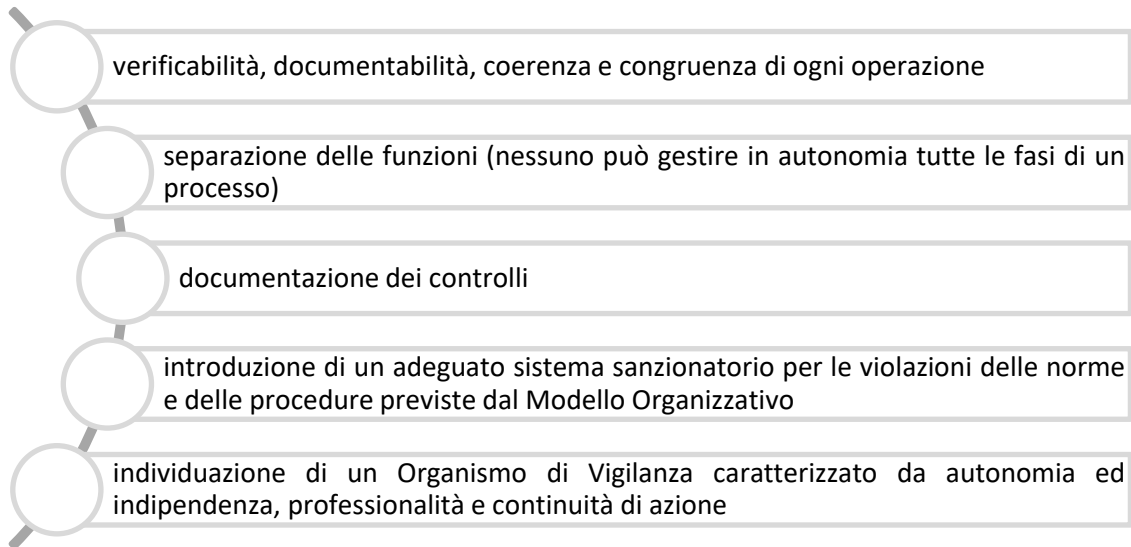 verificabilità, documentabilità, coerenza e congruenza di ogni operazione
separazione delle funzioni (nessuno può gestire in autonomia tutte le fasi di un
processo)
documentazione dei controlli
introduzione di un adeguato sistema sanzionatorio per le violazioni delle norme
e delle procedure previste dal Modello Organizzativo
individuazione di un Organismo di Vigilanza caratterizzato da autonomia ed
indipendenza, professionalità e continuità di azione